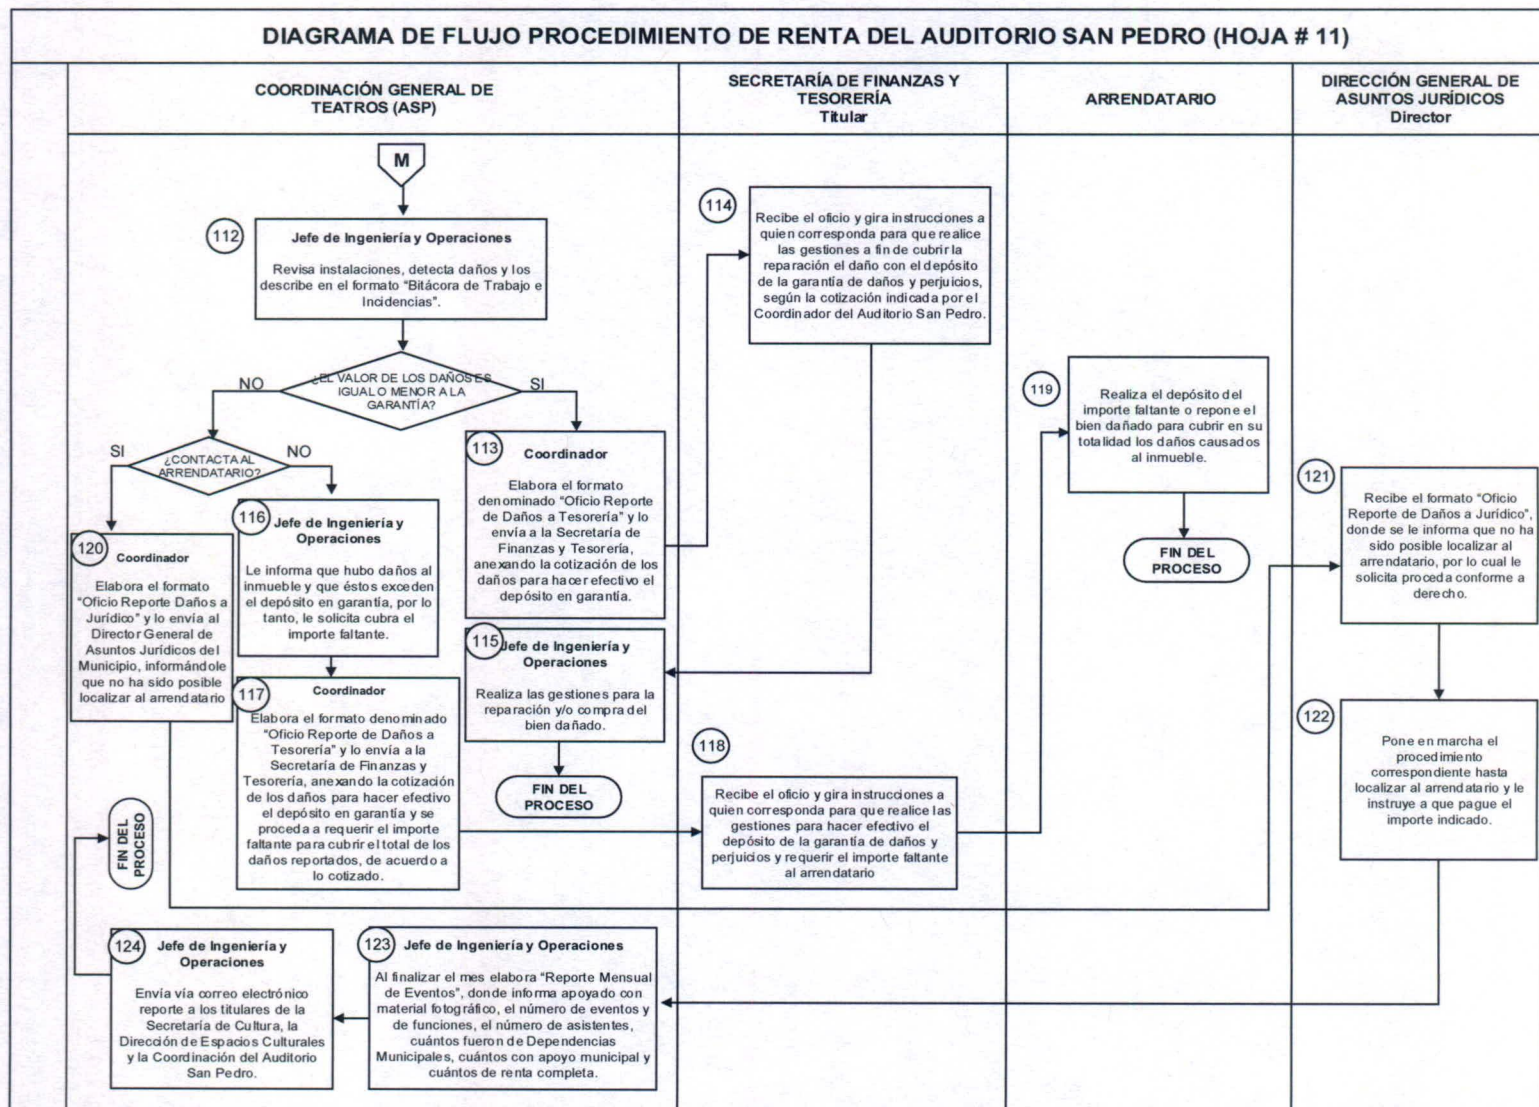 DIAGRAMA DE FLUJO PROCEDIMIENTO DE RENTA DEL AUDITORIO SAN PEDRO (HOJA # 11)
COORDINACIÓN GENERAL DE
TEATROS (ASP)
SECRETARÍA DE FINANZAS Y
TESORERÍA
Titular
ARRENDATARIO
DIRECCIÓN GENERAL DE
ASUNTOS JURÍDICOS
Director
M
112
Jefe de Ingeniería y Operaciones
Revisa instalaciones, detecta daños y los
describe en el formato “Bitácora de Trabajo e
Incidencias”.
¿EL VALOR DE LOS DAÑOS ES
IGUAL O MENOR A LA
GARANTÍA?
NO
SI
¿CONTACTA AL
ARRENDATARIO?
SI
NO
113
Coordinador
Elabora el formato
denominado “Oficio Reporte
de Daños a Tesorería” y lo
envía a la Secretaría de
Finanzas y Tesorería,
anexando la cotización de los
daños para hacer efectivo el
depósito en garantía.
114
Recibe el oficio y gira instrucciones a
quien corresponda para que realice
las gestiones a fin de cubrir la
reparación el daño con el depósito
de la garantía de daños y perjuicios,
según la cotización indicada por el
Coordinador del Auditorio San Pedro.
115
Jefe de Ingeniería y
Operaciones
Realiza las gestiones para la
reparación y/o compra del
bien dañado.
FIN DEL
PROCESO
116
Jefe de Ingeniería y
Operaciones
Le informa que hubo daños al
inmueble y que éstos exceden
el depósito en garantía, por lo
tanto, le solicita cubra el
importe faltante.
117
Coordinador
Elabora el formato denominado
“Oficio Reporte de Daños a
Tesorería” y lo envía a la
Secretaría de Finanzas y
Tesorería, anexando la cotización
de los daños para hacer efectivo
el depósito en garantía y se
proceda a requerir el importe
faltante para cubrir el total de los
daños reportados, de acuerdo a
lo cotizado.
118
Recibe el oficio y gira instrucciones a
quien corresponda para que realice las
gestiones para hacer efectivo el
depósito de la garantía de daños y
perjuicios y requerir el importe faltante
al arrendatario
119
Realiza el depósito del
importe faltante o repone el
bien dañado para cubrir en su
totalidad los daños causados
al inmueble.
FIN DEL
PROCESO
120
Coordinador
Elabora el formato
“Oficio Reporte Daños a
Jurídico” y lo envía al
Director General de
Asuntos Jurídicos del
Municipio, informándole
que no ha sido posible
localizar al arrendatario
121
Recibe el formato “Oficio
Reporte de Daños a Jurídico”,
donde se le informa que no ha
sido posible localizar al
arrendatario, por lo cual le
solicita proceda conforme a
derecho.
122
Pone en marcha el
procedimiento
correspondiente hasta
localizar al arrendatario y le
instruye a que pague el
importe indicado.
123
Jefe de Ingeniería y Operaciones
Al finalizar el mes elabora “Reporte Mensual
de Eventos”, donde informa apoyado con
material fotográfico, el número de eventos y
de funciones, el número de asistentes,
cuántos fueron de Dependencias
Municipales, cuántos con apoyo municipal y
cuántos de renta completa.
124
Jefe de Ingeniería y
Operaciones
Envía vía correo electrónico
reporte a los titulares de la
Secretaría de Cultura, la
Dirección de Espacios Culturales
y la Coordinación del Auditorio
San Pedro.
FIN DEL
PROCESO